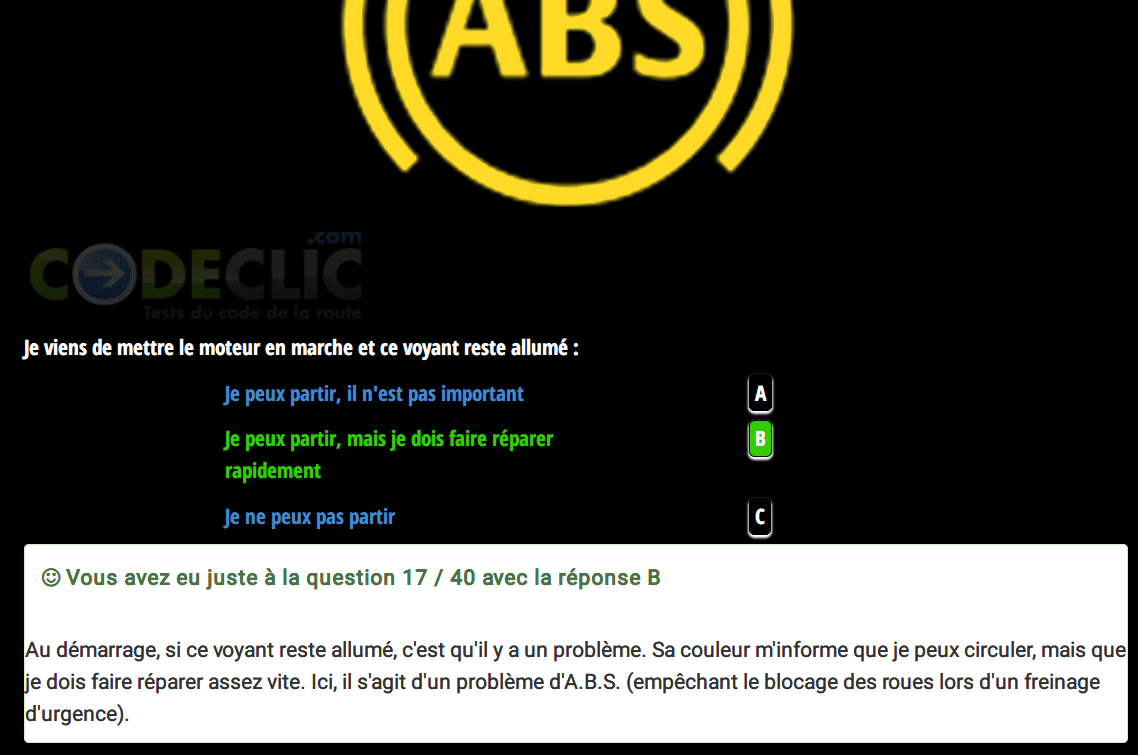 ABS
.com
CODECLIC
Tests du code de la route
Je viens de mettre le moteur en marche et ce voyant reste allumé :
Je peux partir, il n'est pas important A
Je peux partir, mais je dois faire réparer B
rapidement
Je ne peux pas partir C
Vous avez eu juste à la question 17 / 40 avec la réponse B
Au démarrage, si ce voyant reste allumé, c'est qu'il y a un problème. Sa couleur m'informe que je peux circuler, mais que
je dois faire réparer assez vite. Ici, il s'agit d'un problème d'A.B.S. (empêchant le blocage des roues lors d'un freinage
d'urgence).